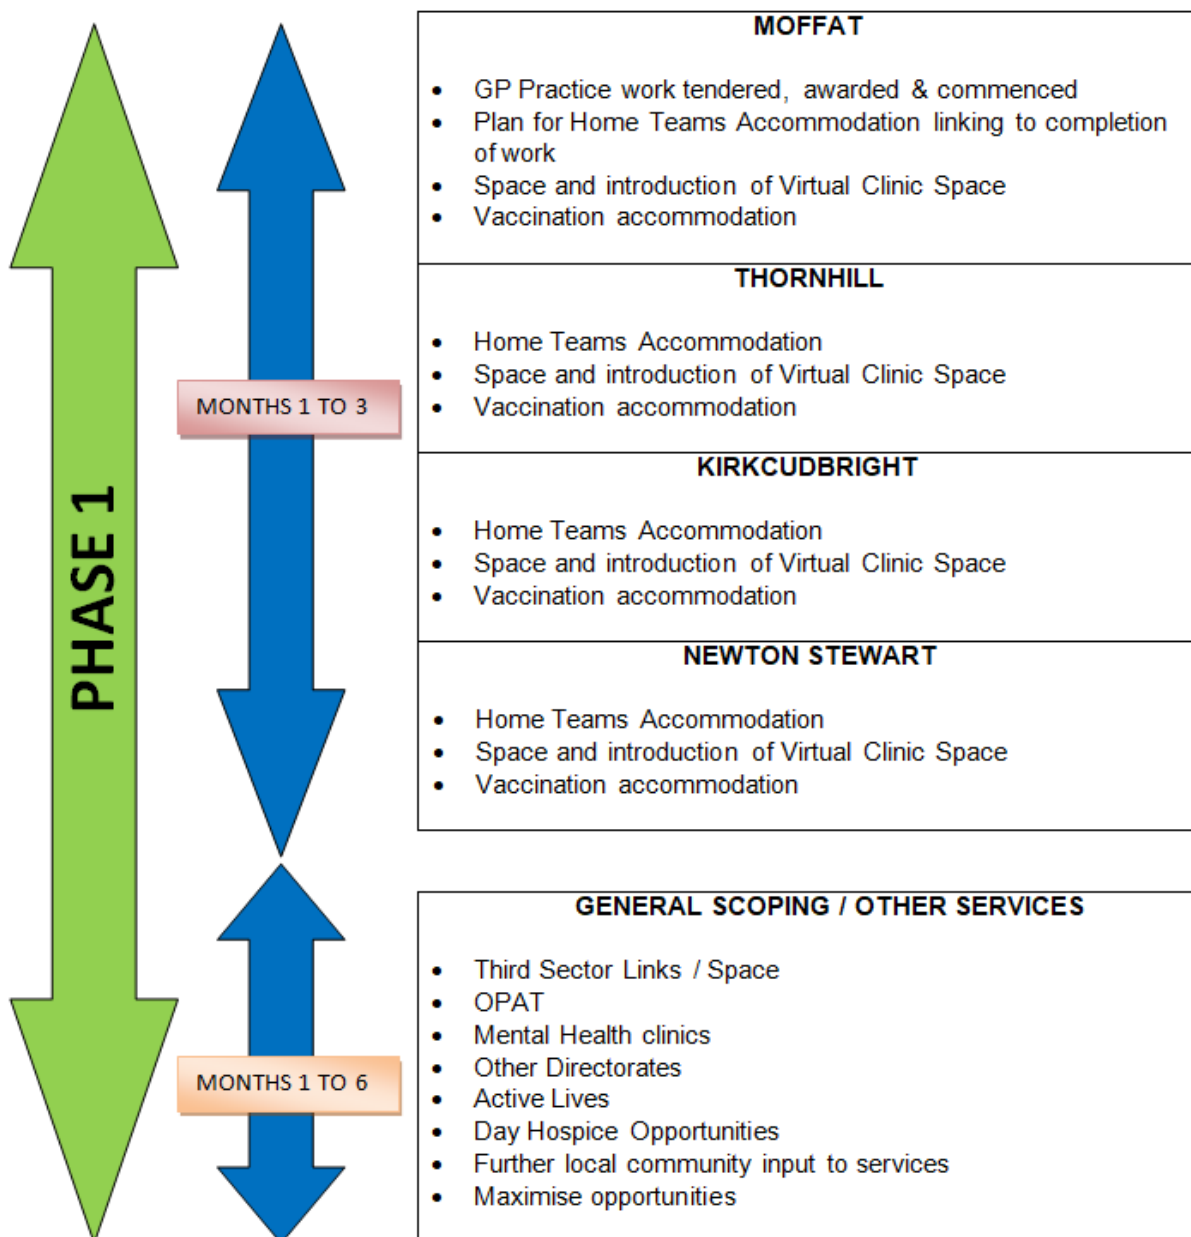 PHASE 1
MONTHS 1 TO 3
MOFFAT
• GP Practice work tendered, awarded & commenced
• Plan for Home Teams Accommodation linking to completion
of work
• Space and introduction of Virtual Clinic Space
• Vaccination accommodation
THORNHILL
• Home Teams Accommodation
• Space and introduction of Virtual Clinic Space
• Vaccination accommodation
KIRKCUDBRIGHT
• Home Teams Accommodation
• Space and introduction of Virtual Clinic Space
• Vaccination accommodation
NEWTON STEWART
• Home Teams Accommodation
• Space and introduction of Virtual Clinic Space
• Vaccination accommodation
MONTHS 1 TO 6
GENERAL SCOPING / OTHER SERVICES
• Third Sector Links / Space
• OPAT
• Mental Health clinics
• Other Directorates
• Active Lives
• Day Hospice Opportunities
• Further local community input to services
• Maximise opportunities